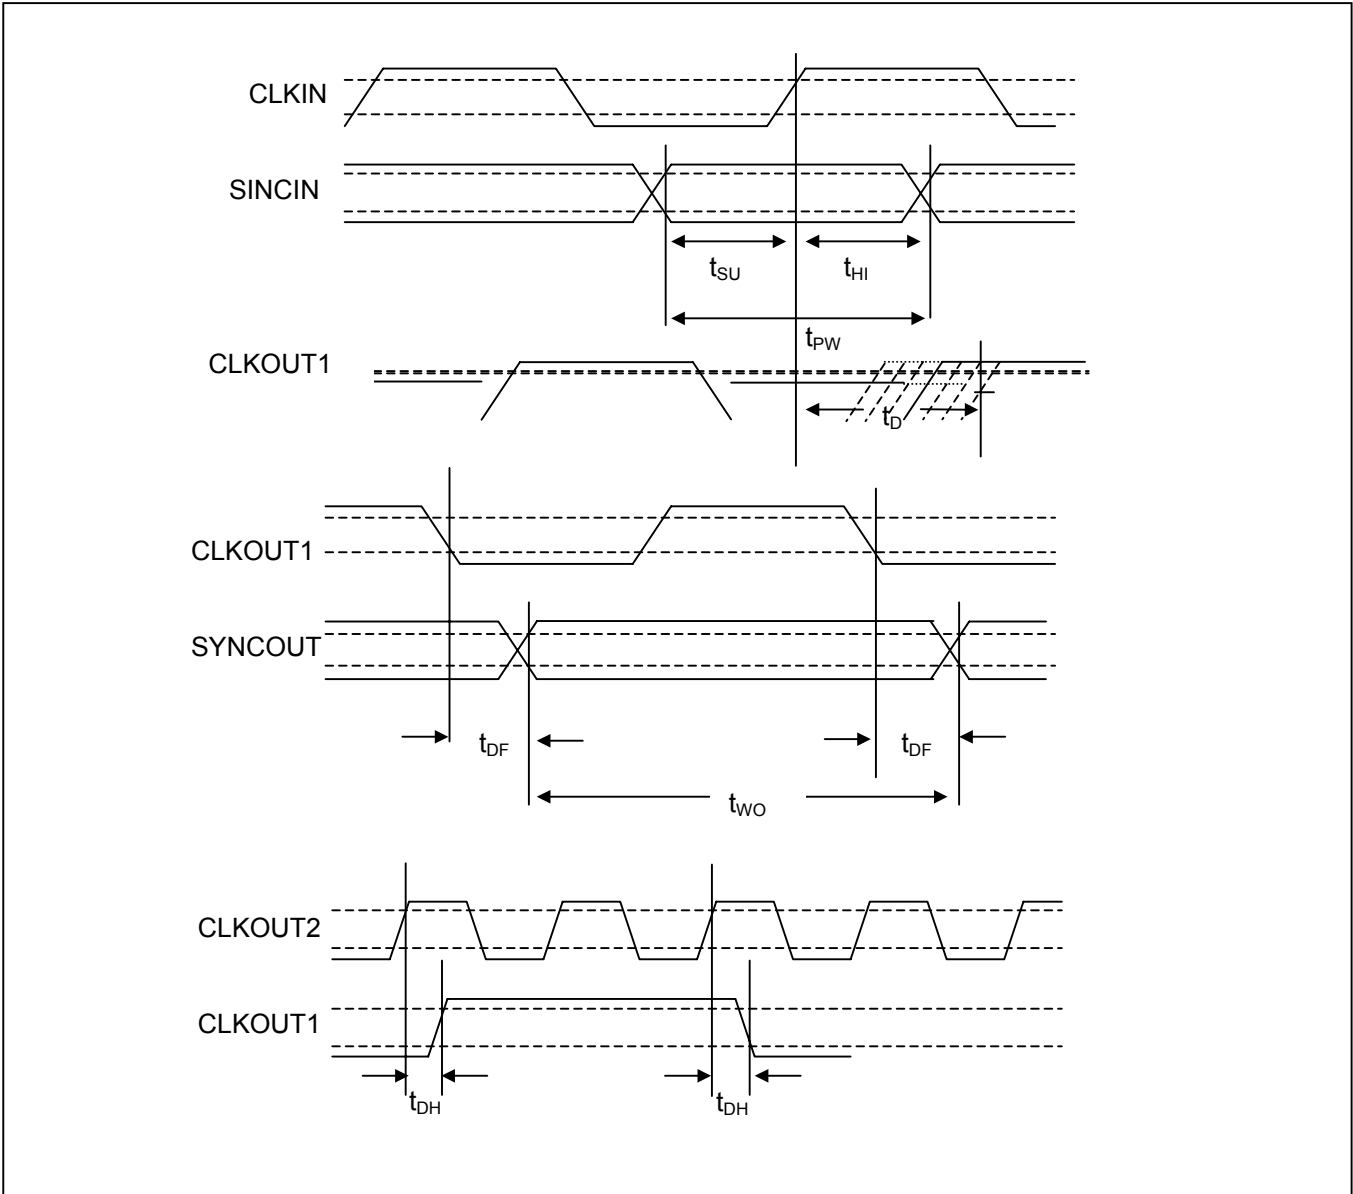 CLKIN
SINCIN
tSU
tHI
tPW
CLKOUT1
tD
CLKOUT1
SYNCOUT
tDF
tDF
tWO
CLKOUT2
CLKOUT1
tDH
tDH